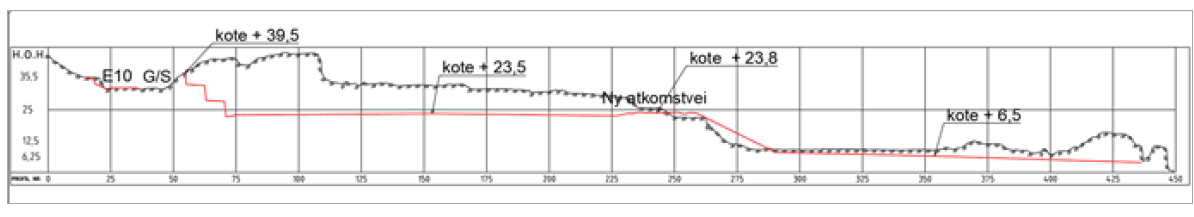 kote + 39,5
H.O.H
kote + 23,8
35,5
E10 G/S
kote + 23,5
Ny atkomstvei
25
kote + 6,5
12,5
6,25
PROFIL NR. 0 25 50 75 100 125 150 175 200 225 250 275 300 325 350 375 400 425 450